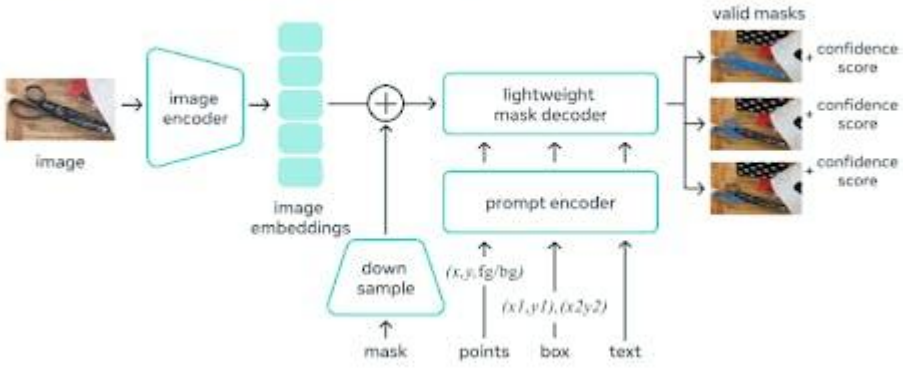 valid masks
image
encoder
image
image
embeddings
lightweight
mask decoder
+ confidence
score
+ confidence
score
+ confidence
score
prompt encoder
down
sample
(x,y,fg/bg)
(x1,y1),(x2y2)
mask
points
box
text